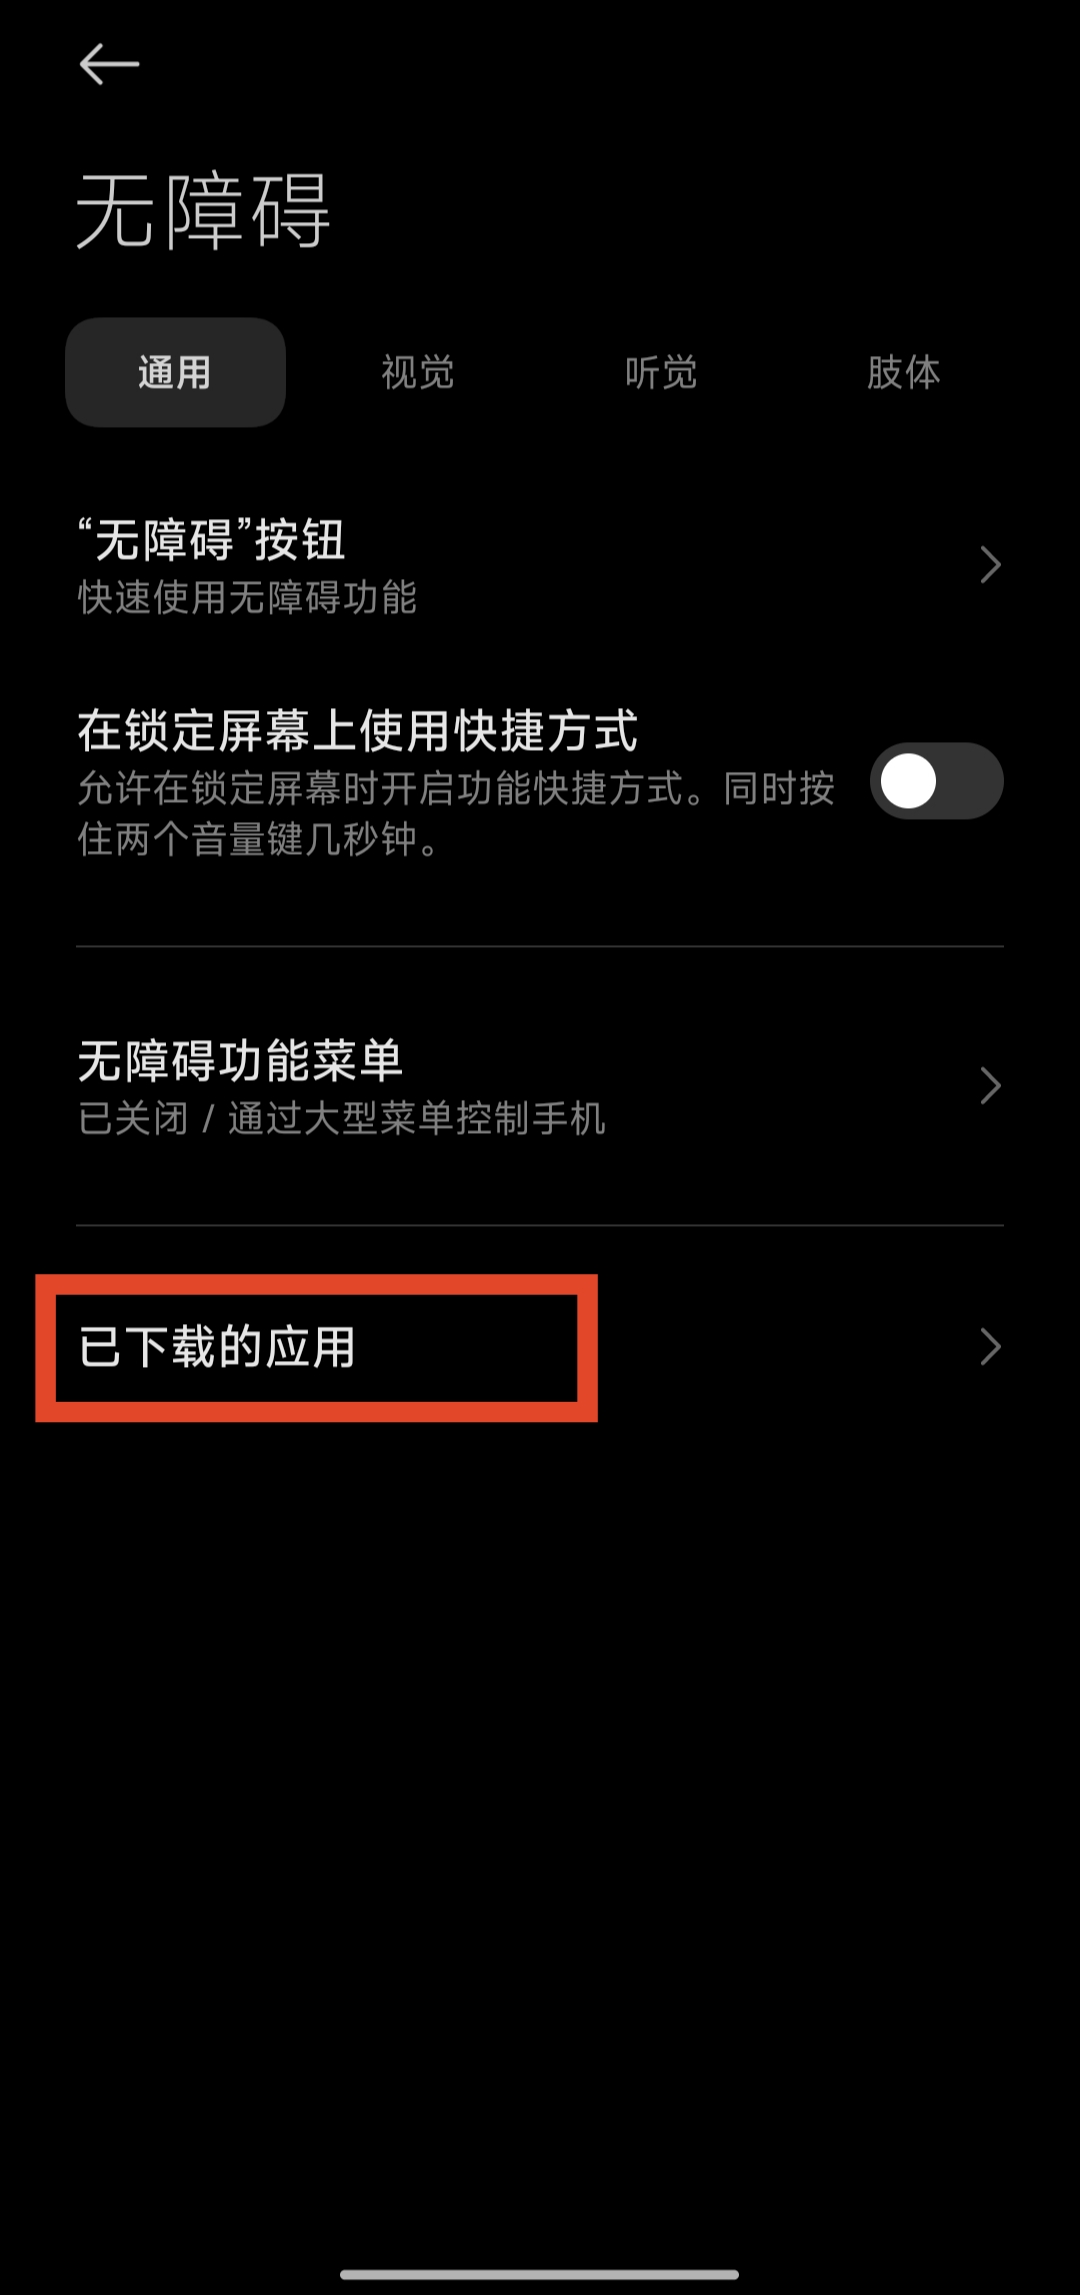 无障碍
通用
视觉
听觉
肢体
“无障碍”按钮
快速使用无障碍功能
在锁定屏幕上使用快捷方式
允许在锁定屏幕时开启功能快捷方式。同时按
住两个音量键几秒钟。
无障碍功能菜单
已关闭 / 通过大型菜单控制手机
已下载的应用